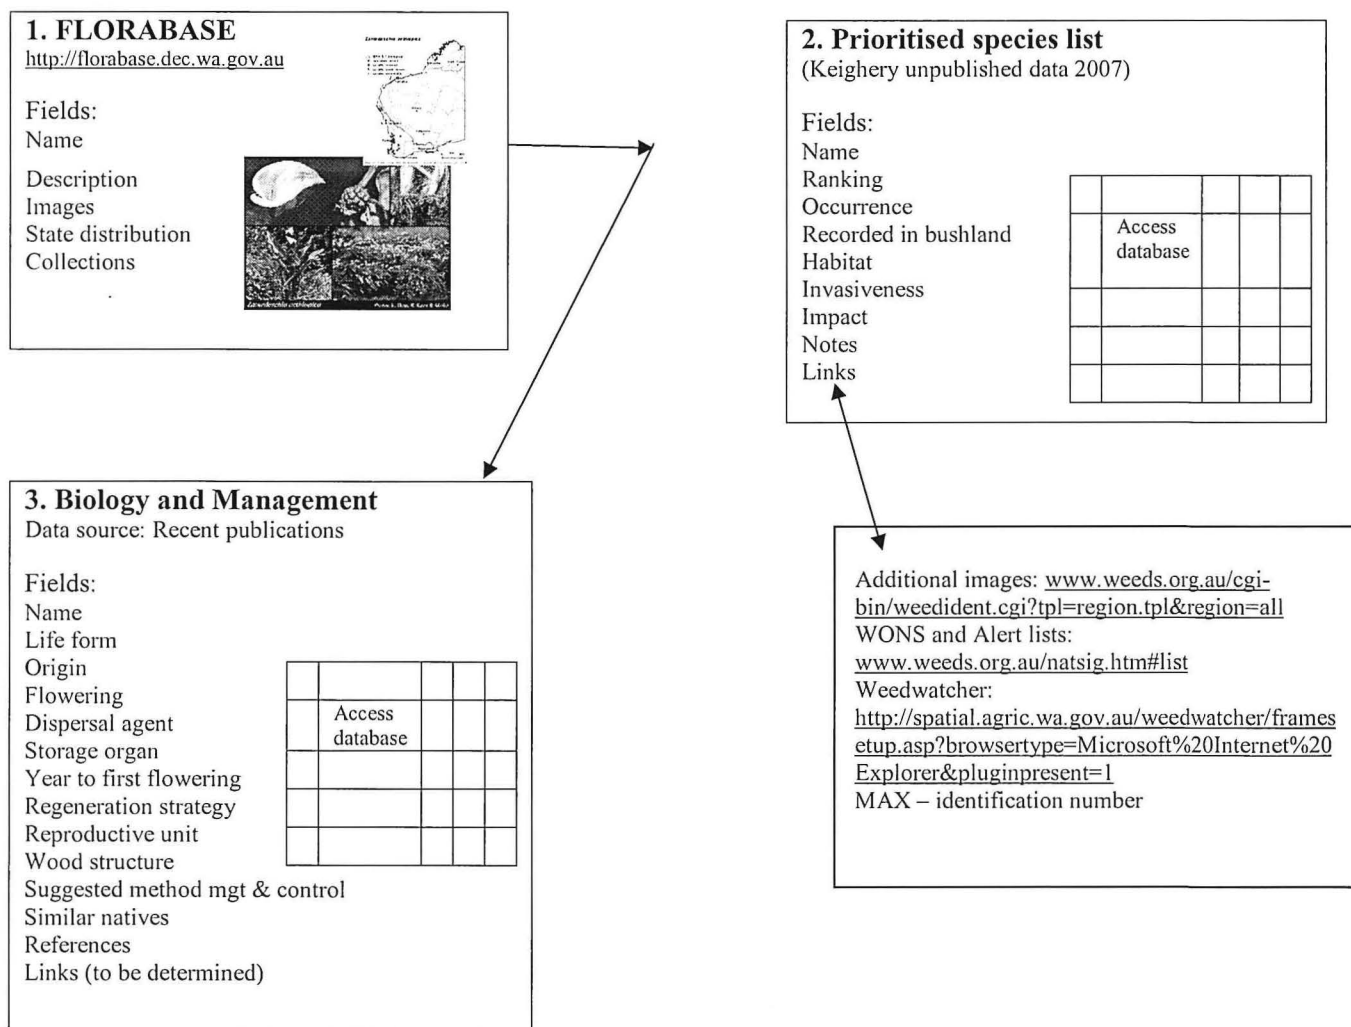 1. FLORABASE
http://florabase.dec.wa.gov.au
Fields:
Name
Description
Images
State distribution
Collections
2. Prioritised species list
(Keighery unpublished data 2007)
Fields:
Name
Ranking
Occurrence
Recorded in bushland
Habitat
Invasiveness
Impact
Notes
Links
Access
database
3. Biology and Management
Data source: Recent publications
Fields:
Name
Life form
Origin
Flowering
Dispersal agent
Storage organ
Year to first flowering
Regeneration strategy
Reproductive unit
Wood structure
Suggested method mgt & control
Similar natives
References
Links (to be determined)
Access
database
Additional images: www.weeds.org.au/cgi-
bin/weedident.cgi?tpl=region.tpl&region=all
WONS and Alert lists:
www.weeds.org.au/natsig.htm#list
Weedwatcher:
http://spatial.agric.wa.gov.au/weedwatcher/frames
etup.asp?browsertype=Microsoft%20Internet%20
Explorer&pluginpresent=1
MAX – identification number